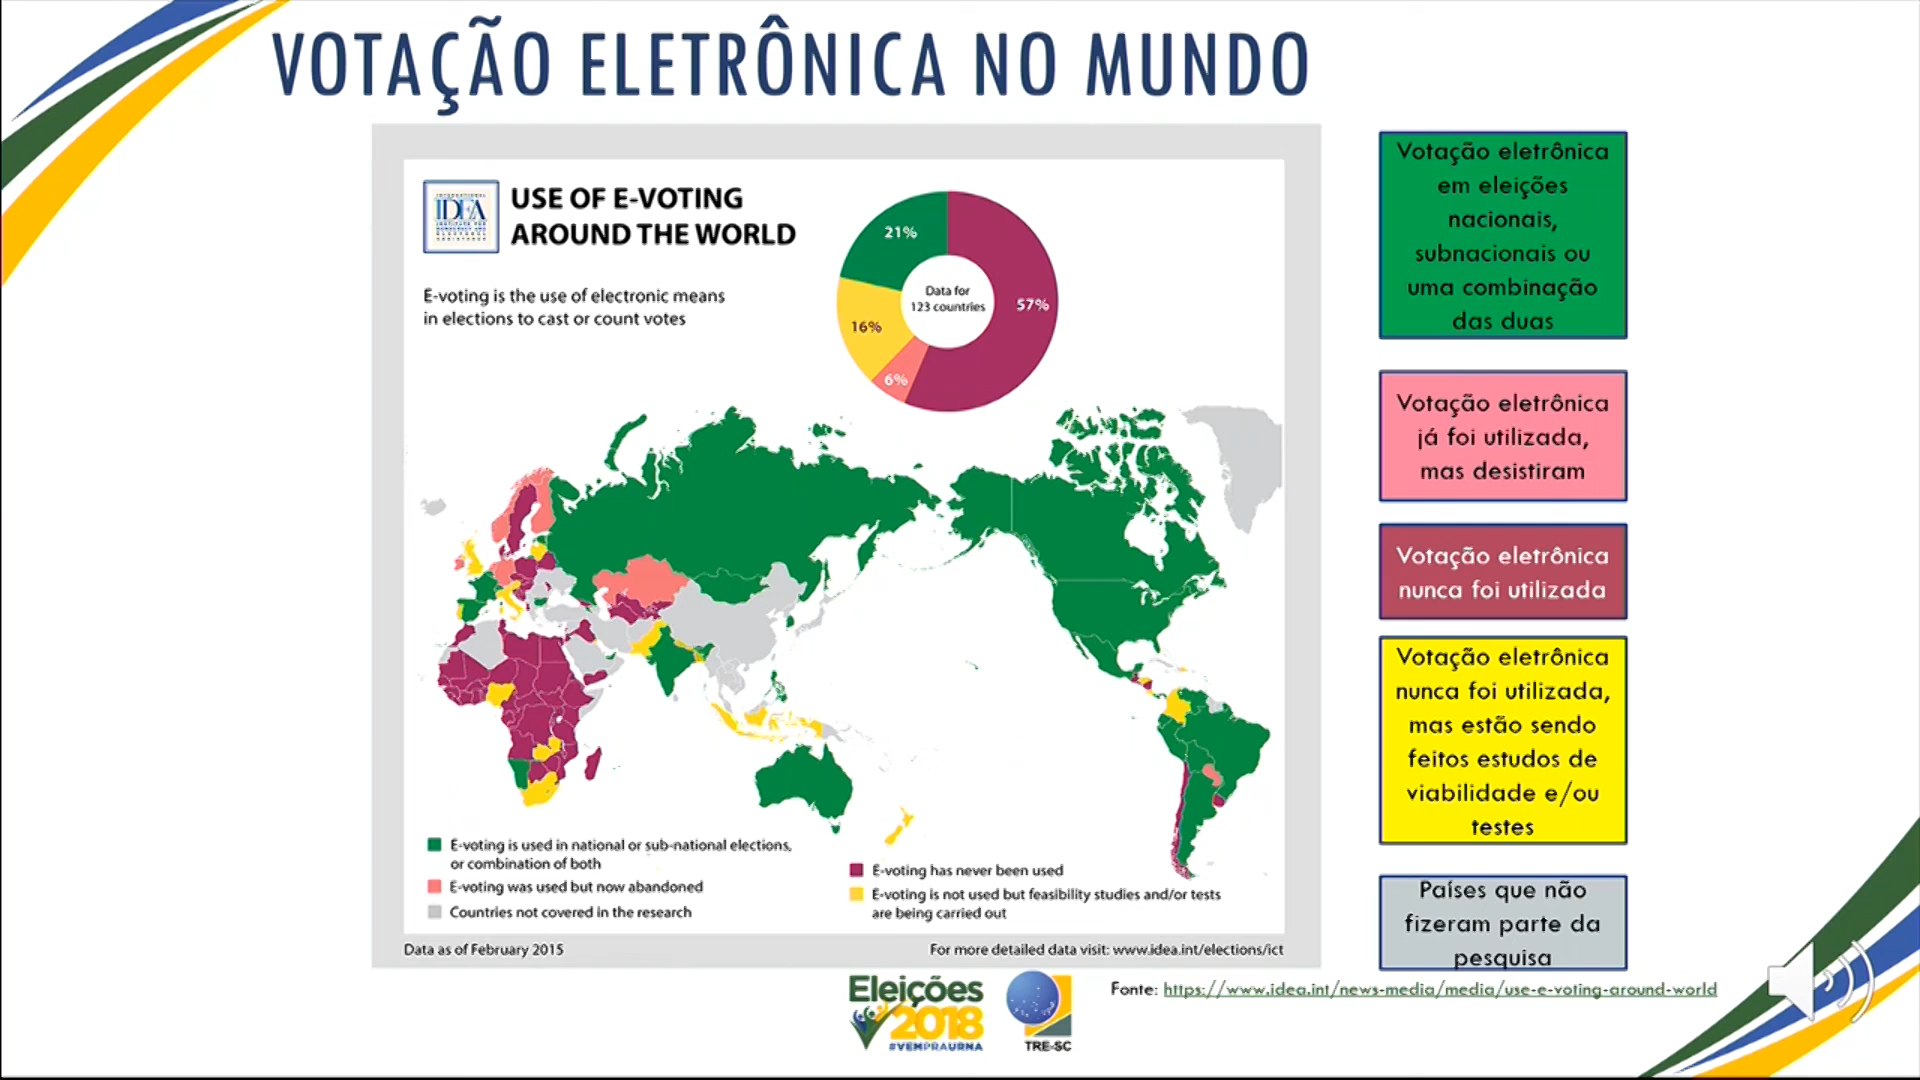 VOTAÇÃO ELETRÔNICA NO MUNDO
IDEA
USE OF E-VOTING
AROUND THE WORLD
E-voting is the use of electronic means
in elections to cast or count votes
21%
57%
16%
6%
Data for
123 countries
E-voting is used in national or sub-national elections,
or combination of both
E-voting was used but now abandoned
Countries not covered in the research
E-voting has never been used
E-voting is not used but feasibility studies and/or tests
are being carried out
Data as of February 2015
For more detailed data visit: www.idea.int/elections/ict
Votação eletrônica
em eleições
nacionais,
subnacionais ou
uma combinação
das duas
Votação eletrônica
já foi utilizada,
mas desistiram
Votação eletrônica
nunca foi utilizada
Votação eletrônica
nunca foi utilizada,
mas estão sendo
feitos estudos de
viabilidade e/ou
testes
Países que não
fizeram parte da
pesquisa
Fonte: https://www.idea.int/news-media/media/use-e-voting-around-world
Eleições
2018
#VEMPRAURNA
TRE-SC